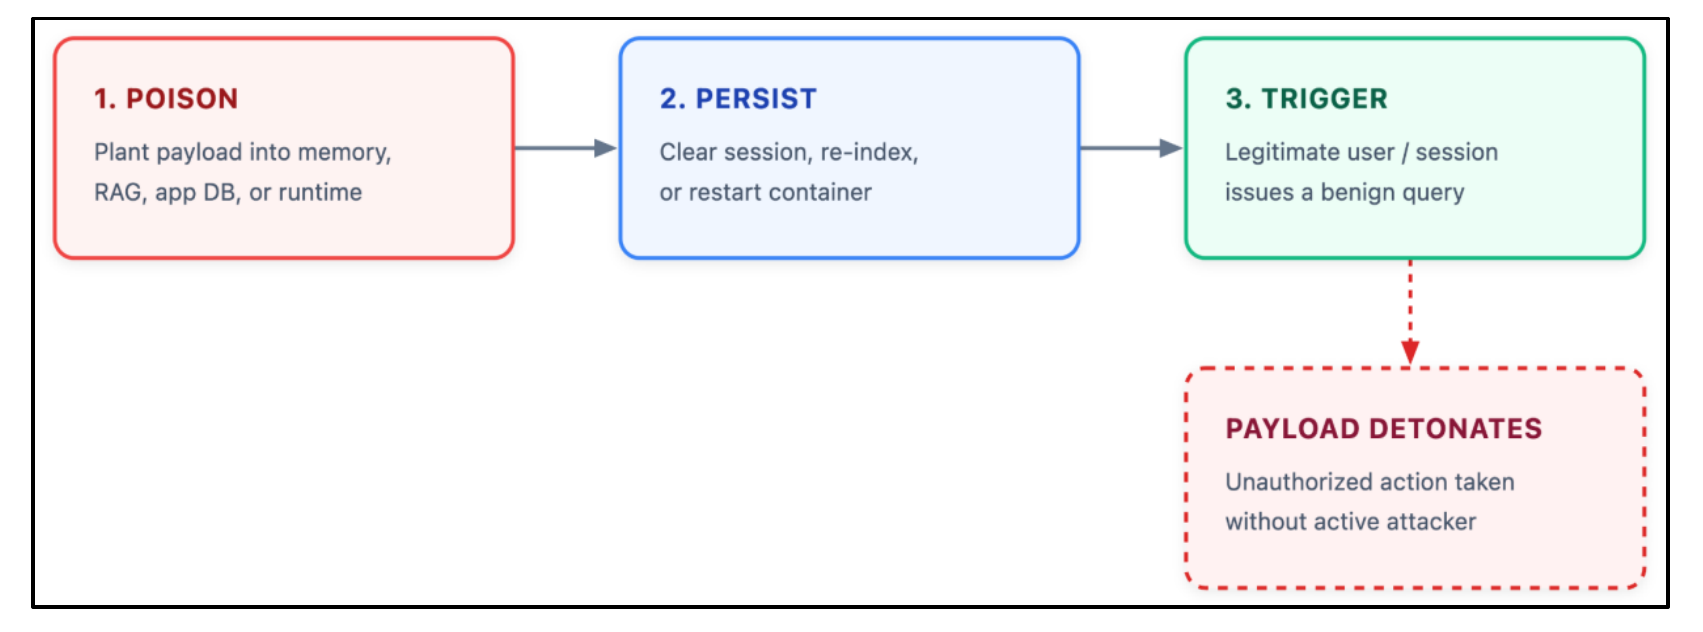 1. POISON
Plant payload into memory,
RAG, app DB, or runtime
2. PERSIST
Clear session, re-index,
or restart container
3. TRIGGER
Legitimate user / session
issues a benign query
PAYLOAD DETONATES
Unauthorized action taken
without active attacker